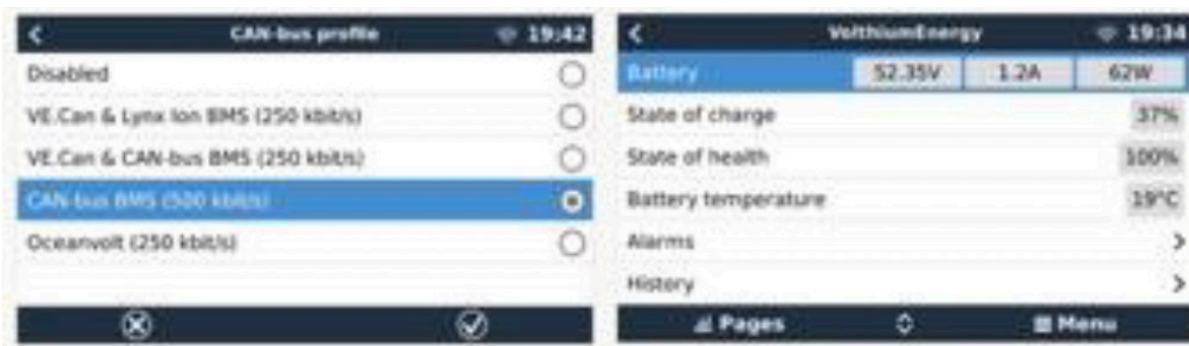 CAN-bus profile 19:42
Disabled
VE.Can & Lynx Ion BMS (250 kbit/s)
VE.Can & CAN-bus BMS (250 kbit/s)
CAN-bus BMS (500 kbit/s)
Oceanvolt (250 kbit/s)
VolthiumEnergy 19:34
Battery 52.35V 1.2A 62W
State of charge 37%
State of health 100%
Battery temperature 19°C
Alarms
History
Pages Menu